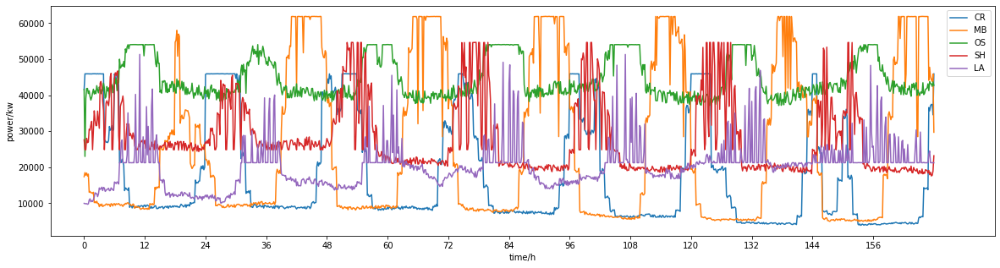 60000
50000
40000
30000
20000
10000
power/kw
0 12 24 36 48 60 72 84 96 108 120 132 144 156
time/h
CR
MB
OS
SH
LA